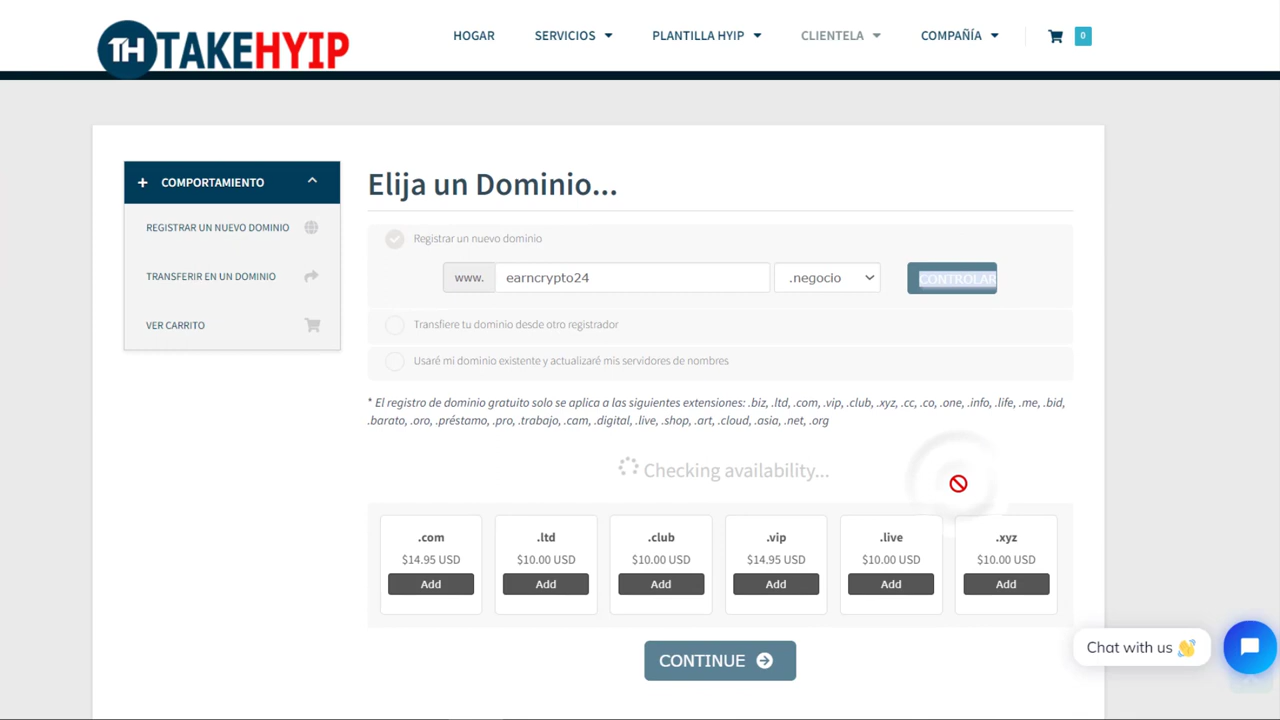 TH TAKEHYIP
HOGAR SERVICIOS PLANTILLA HYIP CLIENTELA COMPAÑÍA 0
COMPORTAMIENTO
REGISTRAR UN NUEVO DOMINIO
TRANSFERIR EN UN DOMINIO
VER CARRITO
Elija un Dominio...
Registrar un nuevo dominio
www. earncrypto24 .negocio CONTROLAR
Transfiere tu dominio desde otro registrador
Usaré mi dominio existente y actualizaré mis servidores de nombres
* El registro de dominio gratuito solo se aplica a las siguientes extensiones: .biz, .ltd, .com, .vip, .club, .xyz, .cc, .co, .one, .info, .life, .me, .bid,
.barato, .oro, .préstamo, .pro, .trabajo, .cam, .digital, .live, .shop, .art, .cloud, .asia, .net, .org
Checking availability...
.com .ltd .club .vip .live .xyz
$14.95 USD $10.00 USD $10.00 USD $14.95 USD $10.00 USD $10.00 USD
Add Add Add Add Add Add
CONTINUE
Chat with us 👋